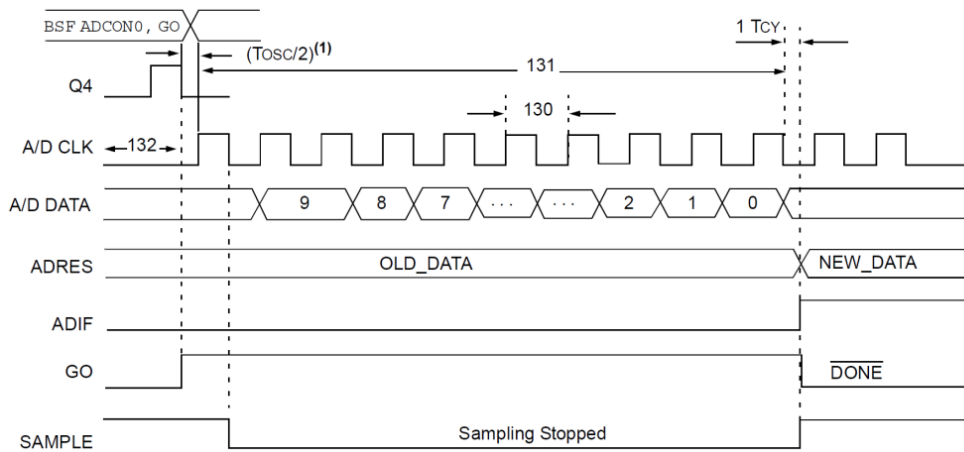 BSF ADCON0, GO
1 TCY
(TOSC/2)(1)
131
Q4
130
A/D CLK
132
A/D DATA
9 8 7 ... ... 2 1 0
ADRES
OLD_DATA
NEW_DATA
ADIF
GO
DONE
SAMPLE
Sampling Stopped